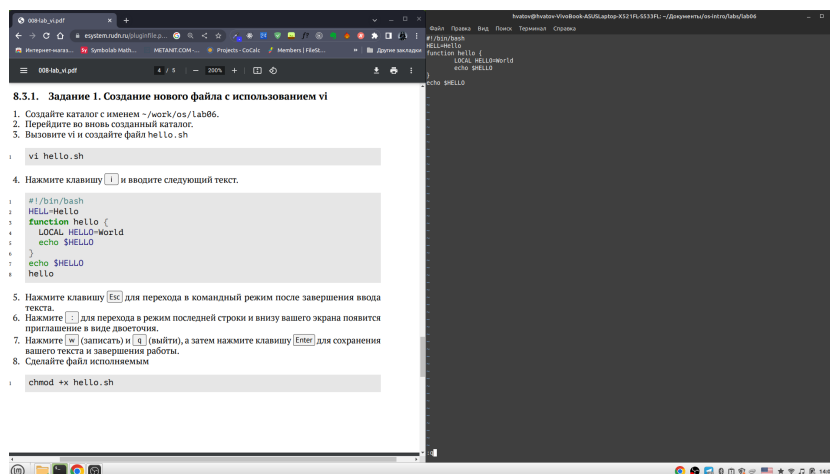 008-lab_vi.pdf
esystem.rudn.ru/pluginfile.p...
Интернет-магаз...
Symbolab Math...
METANIT.COM-...
Projects - CoCalc
Members | FileSt...
Другие закладки
008-lab_vi.pdf
4 / 5
200%
8.3.1. Задание 1. Создание нового файла с использованием vi
1. Создайте каталог с именем ~/work/os/lab06.
2. Перейдите во вновь созданный каталог.
3. Вызовите vi и создайте файл hello.sh
1 vi hello.sh
4. Нажмите клавишу i и вводите следующий текст.
1 #!/bin/bash
2 HELL=Hello
3 function hello {
4 LOCAL HELLO=World
5 echo $HELLO
6 }
7 echo $HELLO
8 hello
5. Нажмите клавишу Esc для перехода в командный режим после завершения ввода
текста.
6. Нажмите : для перехода в режим последней строки и внизу вашего экрана появится
приглашение в виде двоеточия.
7. Нажмите w (записать) и q (выйти), а затем нажмите клавишу Enter для сохранения
вашего текста и завершения работы.
8. Сделайте файл исполняемым
1 chmod +x hello.sh
hvatov@hvatov-VivoBook-ASUSLaptop-X521FL-S533FL: ~/Документы/os-intro/labs/lab06
Файл Правка Вид Поиск Терминал Справка
#!/bin/bash
HELL=Hello
function hello {
LOCAL HELLO=World
echo $HELLO
}
echo $HELLO